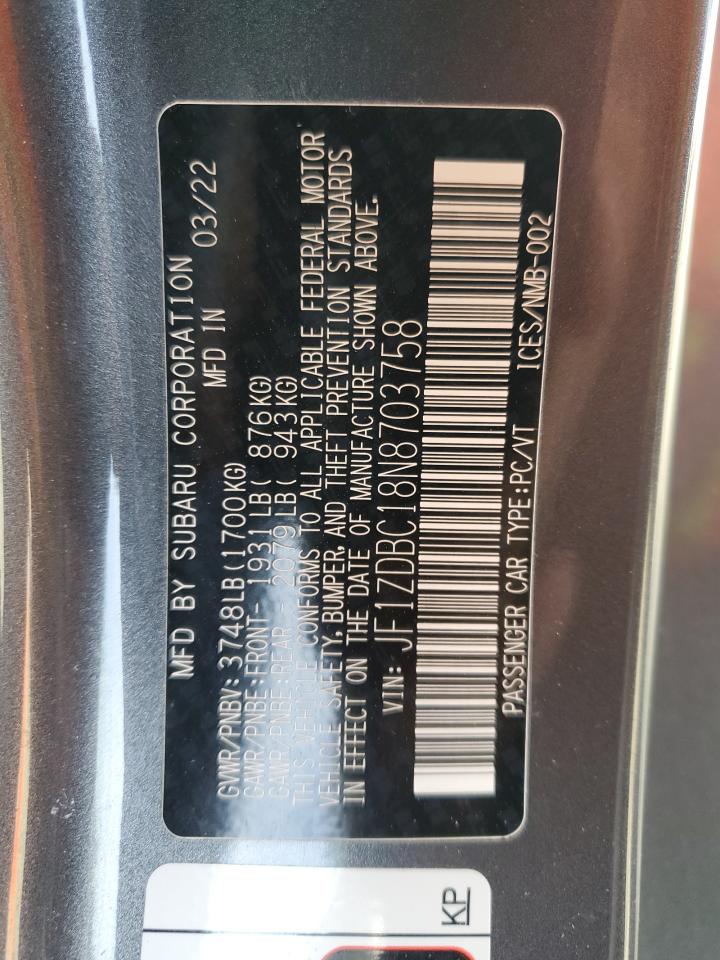 MFD BY SUBARU CORPORATION
MFD IN 03/22
GVWR/PNBV:3748LB(1700KG)
GAWR/PNBE:FRONT- 1931LB( 876KG)
GAWR/PNBE:REAR - 2079LB( 943KG)
THIS VEHICLE CONFORMS TO ALL APPLICABLE FEDERAL MOTOR
VEHICLE SAFETY, BUMPER, AND THEFT PREVENTION STANDARDS
IN EFFECT ON THE DATE OF MANUFACTURE SHOWN ABOVE.
VIN: JF1ZDBC18N8703758
PASSENGER CAR TYPE:PC/VT ICES/NMB-002
KP